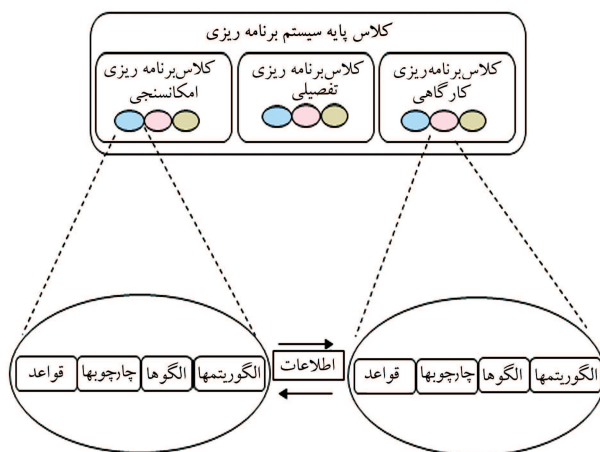 کلاس پایه سیستم برنامه ریزی
کلاس‌برنامه‌ریزی
کارگاهی
کلاس‌برنامه ریزی
تفصیلی
کلاس‌برنامه ریزی
امکانسنجی
الگوریتمها
الگوها
چارچوبها
قواعد
اطلاعات
الگوریتمها
الگوها
چارچوبها
قواعد